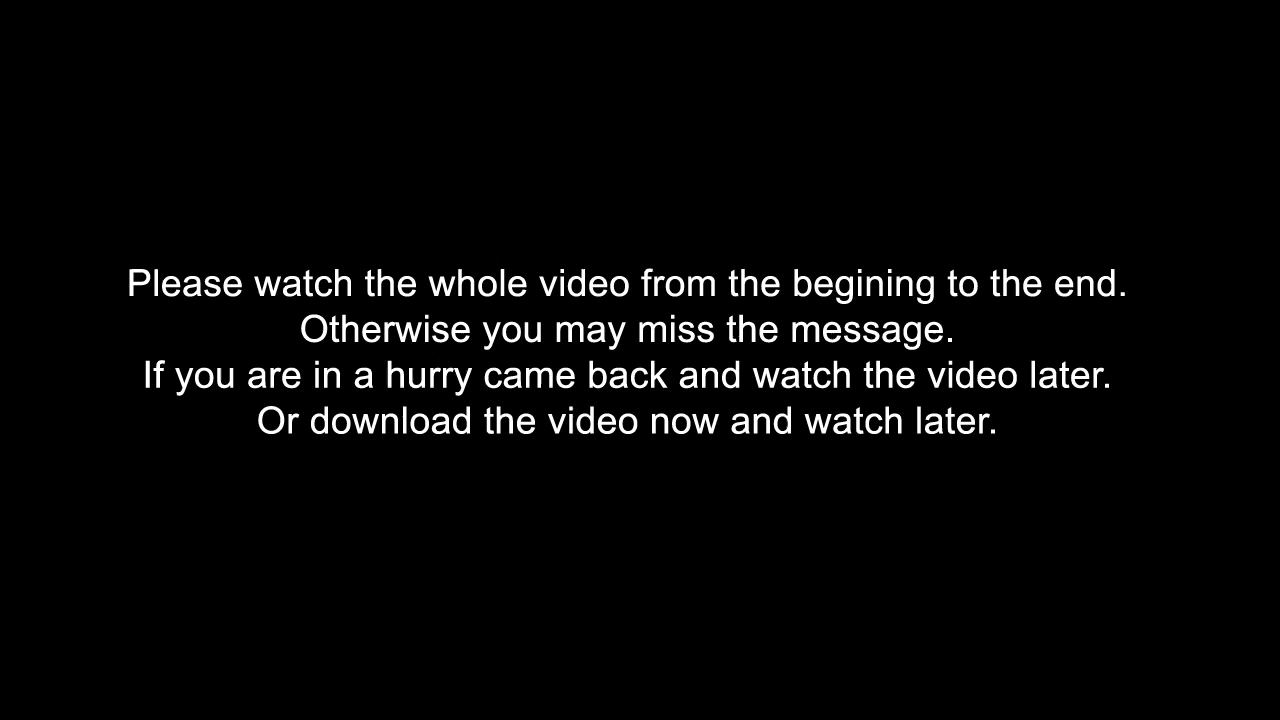 Please watch the whole video from the begining to the end.
Otherwise you may miss the message.
If you are in a hurry came back and watch the video later.
Or download the video now and watch later.